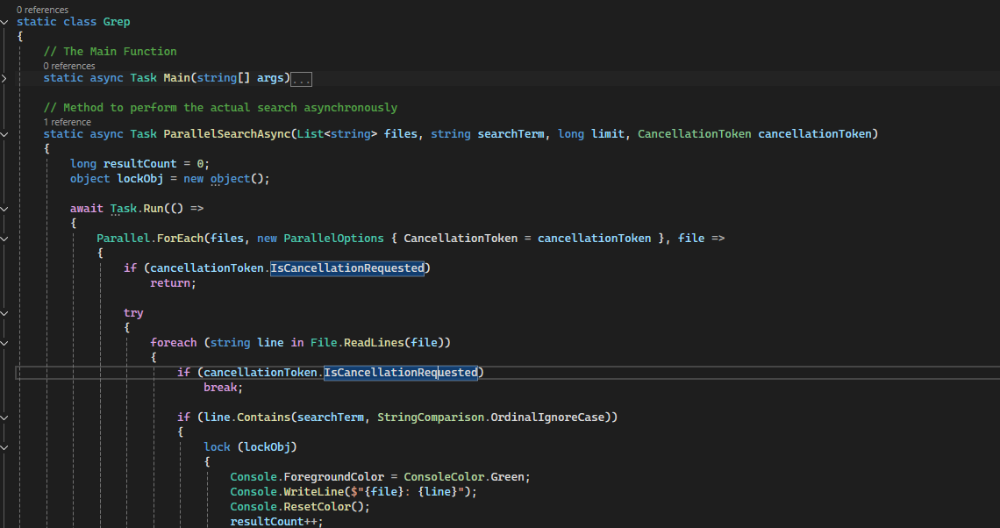 0 references
static class Grep
{
// The Main Function
0 references
static async Task Main(string[] args)...
// Method to perform the actual search asynchronously
1 reference
static async Task ParallelSearchAsync(List<string> files, string searchTerm, long limit, CancellationToken cancellationToken)
{
long resultCount = 0;
object lockObj = new object();
await Task.Run(() =>
{
Parallel.ForEach(files, new ParallelOptions { CancellationToken = cancellationToken }, file =>
{
if (cancellationToken.IsCancellationRequested)
return;
try
{
foreach (string line in File.ReadLines(file))
{
if (cancellationToken.IsCancellationRequested)
break;
if (line.Contains(searchTerm, StringComparison.OrdinalIgnoreCase))
{
lock (lockObj)
{
Console.ForegroundColor = ConsoleColor.Green;
Console.WriteLine($"{file}: {line}");
Console.ResetColor();
resultCount++;